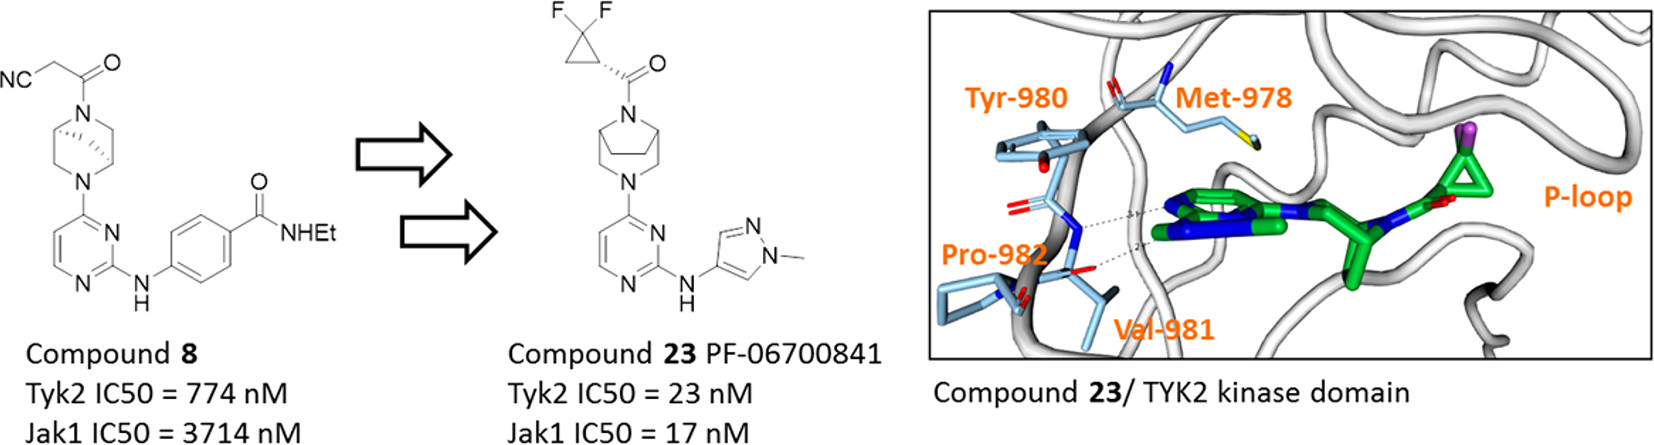 NC
O
N
N
N
N
N
H
O
NHEt
Compound 8
Tyk2 IC50 = 774 nM
Jak1 IC50 = 3714 nM
F F
O
N
N
N
N
N
H
N
N
Compound 23 PF-06700841
Tyk2 IC50 = 23 nM
Jak1 IC50 = 17 nM
Tyr-980
Met-978
P-loop
Pro-982
Val-981
Compound 23/ TYK2 kinase domain